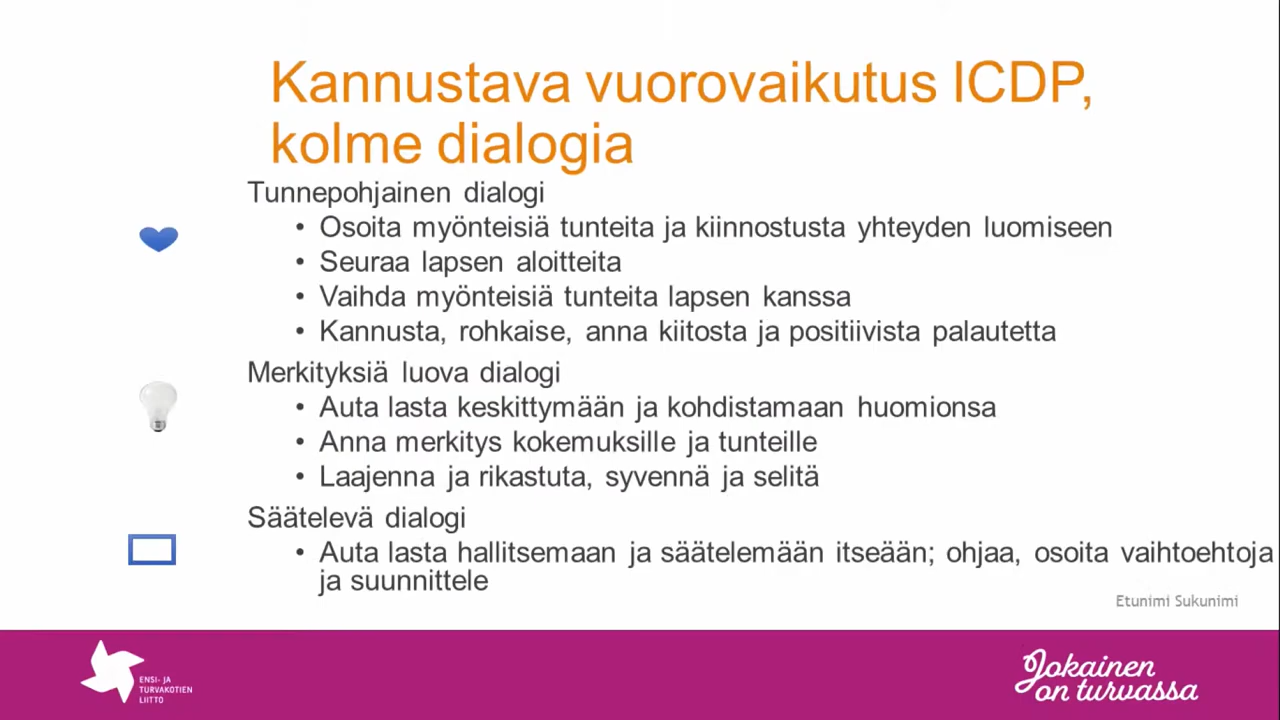 Kannustava vuorovaikutus ICDP,
kolme dialogia
Tunnepohjainen dialogi
• Osoita myönteisiä tunteita ja kiinnostusta yhteyden luomiseen
• Seuraa lapsen aloitteita
• Vaihda myönteisiä tunteita lapsen kanssa
• Kannusta, rohkaise, anna kiitosta ja positiivista palautetta
Merkityksiä luova dialogi
• Auta lasta keskittymään ja kohdistamaan huomionsa
• Anna merkitys kokemuksille ja tunteille
• Laajenna ja rikastuta, syvennä ja selitä
Säätelevä dialogi
• Auta lasta hallitsemaan ja säätelemään itseään; ohjaa, osoita vaihtoehtoja
ja suunnittele
Etunimi Sukunimi
ENSI- JA
TURVAKOTIEN
LIITTO
Jokainen
on turvassa